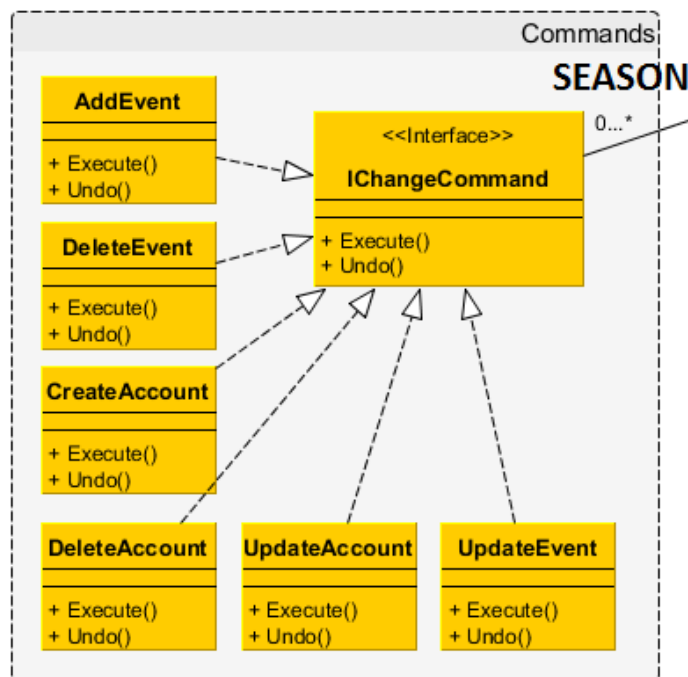 Commands
SEASON
0...*
AddEvent
+ Execute()
+ Undo()
<<Interface>>
IChangeCommand
+ Execute()
+ Undo()
DeleteEvent
+ Execute()
+ Undo()
CreateAccount
+ Execute()
+ Undo()
DeleteAccount
+ Execute()
+ Undo()
UpdateAccount
+ Execute()
+ Undo()
UpdateEvent
+ Execute()
+ Undo()